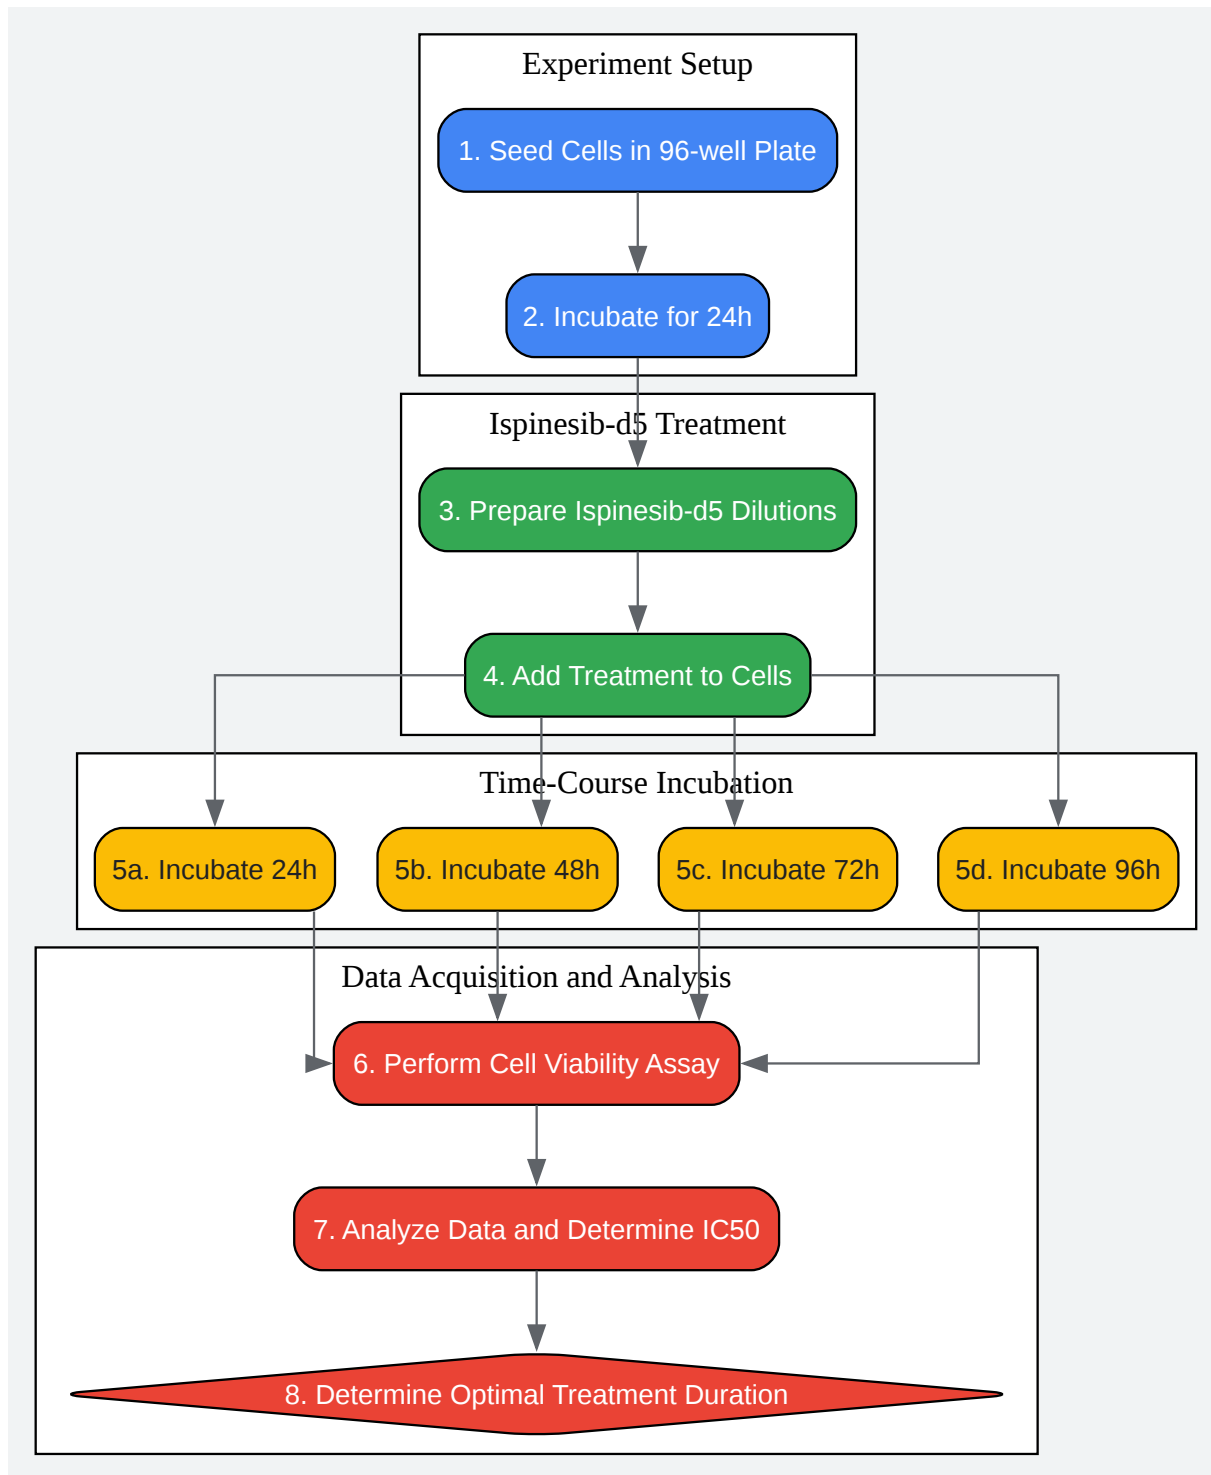 Experiment Setup
1. Seed Cells in 96-well Plate
2. Incubate for 24h
Ispinesib-d5 Treatment
3. Prepare Ispinesib-d5 Dilutions
4. Add Treatment to Cells
Time-Course Incubation
5a. Incubate 24h
5b. Incubate 48h
5c. Incubate 72h
5d. Incubate 96h
Data Acquisition and Analysis
6. Perform Cell Viability Assay
7. Analyze Data and Determine IC50
8. Determine Optimal Treatment Duration